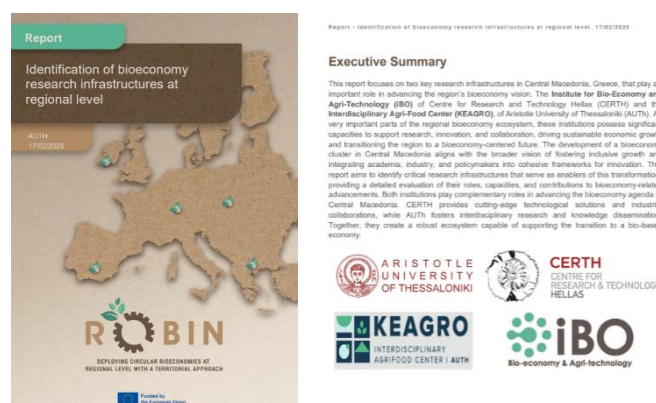 Report
Identification of bioeconomy
research infrastructures at
regional level
AUTH
17/02/2025
ROBIN
DEPLOYING CIRCULAR BIOECONOMIES AT
REGIONAL LEVEL WITH A TERRITORIAL APPROACH
Funded by
the European Union
Report - Identification of bioeconomy research infrastructures at regional level. 17/02/2025
Executive Summary
This report focuses on two key research infrastructures in Central Macedonia, Greece, that play a
important role in advancing the region's bioeconomy vision. The Institute for Bio-Economy an
Agri-Technology (iBO) of Centre for Research and Technology Hellas (CERTH) and th
Interdisciplinary Agri-Food Center (KEAGRO), of Aristotle University of Thessaloniki (AUTh). A
very important parts of the regional bioeconomy ecosystem, these institutions possess significa
capacities to support research, innovation, and collaboration, driving sustainable economic growt
and transitioning the region to a bioeconomy-centered future. The development of a bioeconom
cluster in Central Macedonia aligns with the broader vision of fostering inclusive growth an
integrating academia, industry, and policymakers into cohesive frameworks for innovation. Th
report aims to identify critical research infrastructures that serve as enablers of this transformatio
providing a detailed evaluation of their roles, capacities, and contributions to bioeconomy-relate
advancements. Both institutions play complementary roles in advancing the bioeconomy agenda
Central Macedonia. CERTH provides cutting-edge technological solutions and industri
collaborations, while AUTh fosters interdisciplinary research and knowledge dissemination
Together, they create a robust ecosystem capable of supporting the transition to a bio-base
economy.
ARISTOTLE
UNIVERSITY
OF THESSALONIKI
CERTH
CENTRE FOR
RESEARCH & TECHNOLOG
HELLAS
KEAGRO
INTERDISCIPLINARY
AGRIFOOD CENTER | AUTH
iBO
Bio-economy & Agri-technology